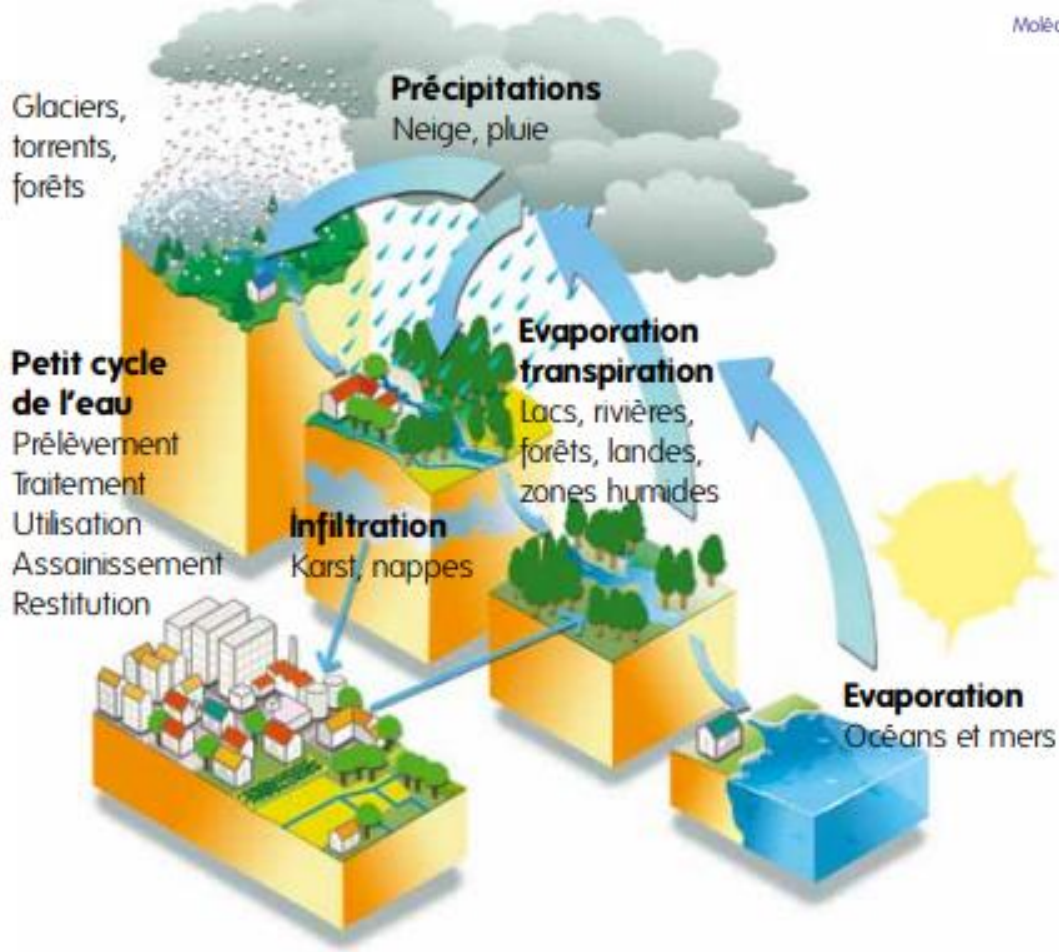 Glaciers,
torrents,
forêts
Précipitations
Neige, pluie
Petit cycle
de l'eau
Prélèvement
Traitement
Utilisation
Assainissement
Restitution
Evaporation
transpiration
Lacs, rivières,
forêts, landes,
zones humides
Infiltration
Karst, nappes
Evaporation
Océans et mers